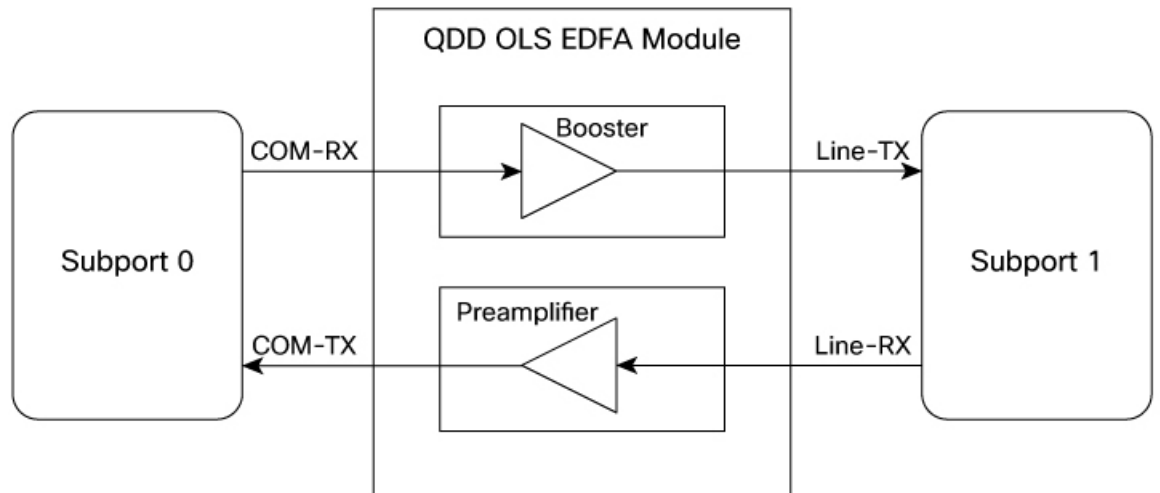 QDD OLS EDFA Module
Booster
COM-RX
Line-TX
Subport 0
Subport 1
Preamplifier
COM-TX
Line-RX